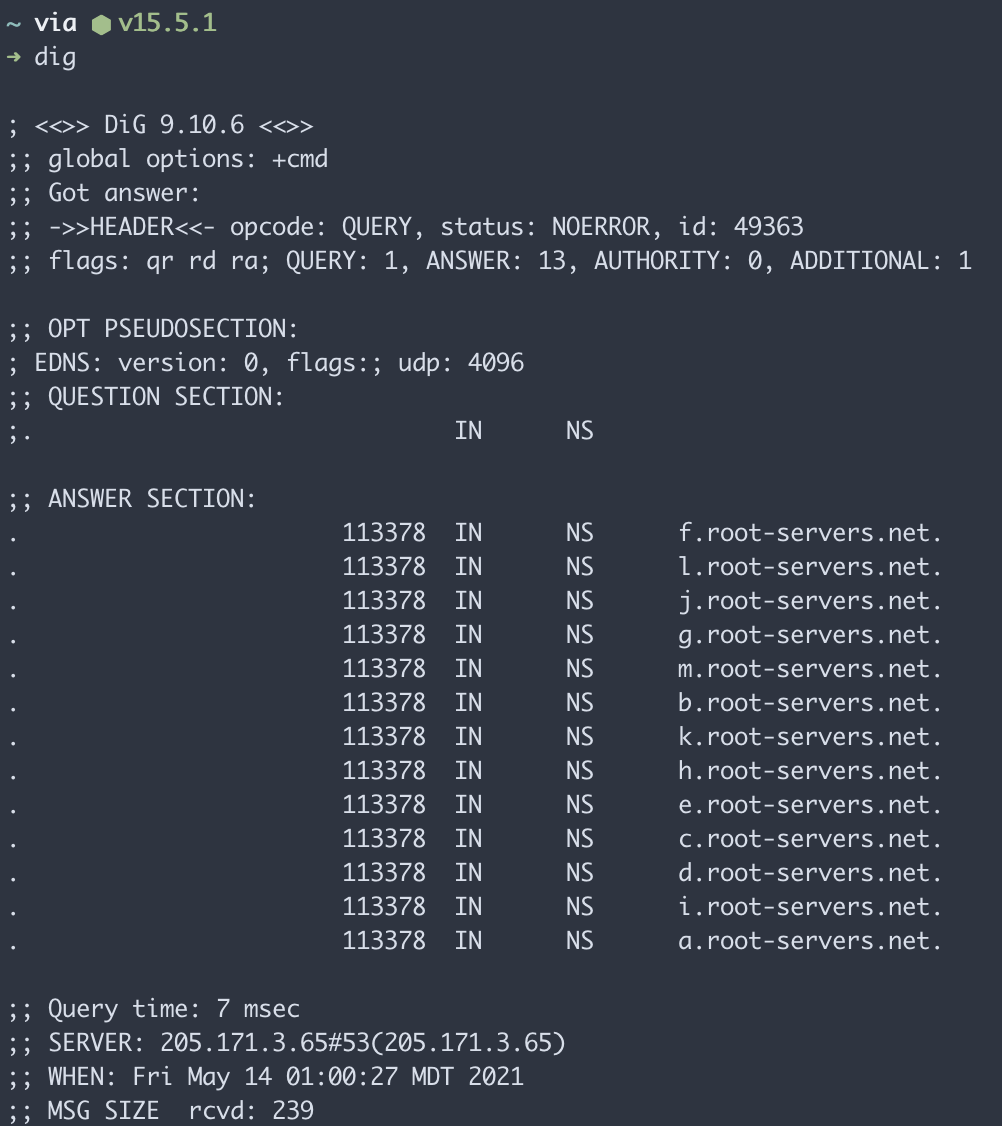 ~ via ⬢ v15.5.1
➜ dig

; <<>> DiG 9.10.6 <<>>
;; global options: +cmd
;; Got answer:
;; ->>HEADER<<- opcode: QUERY, status: NOERROR, id: 49363
;; flags: qr rd ra; QUERY: 1, ANSWER: 13, AUTHORITY: 0, ADDITIONAL: 1

;; OPT PSEUDOSECTION:
; EDNS: version: 0, flags:; udp: 4096
;; QUESTION SECTION:
;.				IN	NS

;; ANSWER SECTION:
.			113378	IN	NS	f.root-servers.net.
.			113378	IN	NS	l.root-servers.net.
.			113378	IN	NS	j.root-servers.net.
.			113378	IN	NS	g.root-servers.net.
.			113378	IN	NS	m.root-servers.net.
.			113378	IN	NS	b.root-servers.net.
.			113378	IN	NS	k.root-servers.net.
.			113378	IN	NS	h.root-servers.net.
.			113378	IN	NS	e.root-servers.net.
.			113378	IN	NS	c.root-servers.net.
.			113378	IN	NS	d.root-servers.net.
.			113378	IN	NS	i.root-servers.net.
.			113378	IN	NS	a.root-servers.net.

;; Query time: 7 msec
;; SERVER: 205.171.3.65#53(205.171.3.65)
;; WHEN: Fri May 14 01:00:27 MDT 2021
;; MSG SIZE  rcvd: 239